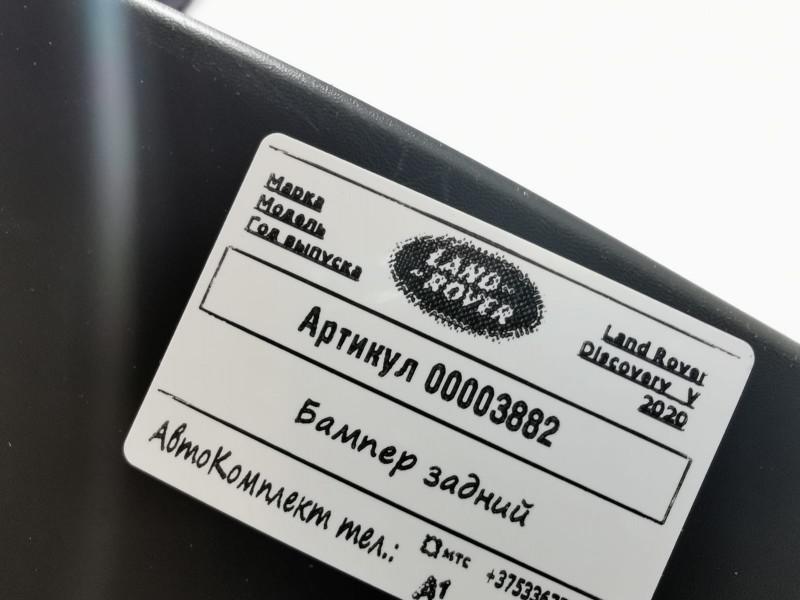 Марка
Модель
Год выпуска
LAND
ROVER
Land Rover
Discovery V
2020
Артикул 00003882
Бампер задний
АвтоКомплект тел.:
мтс
A1